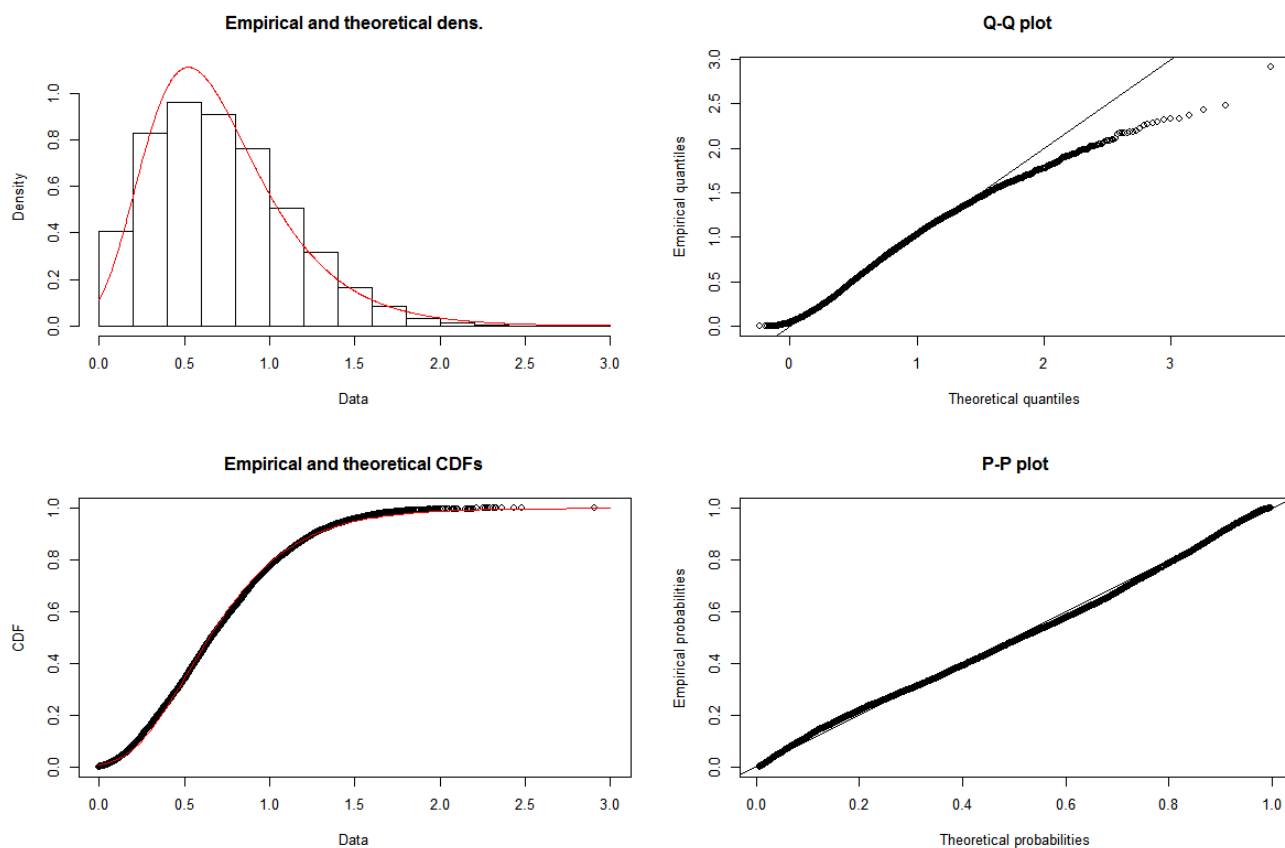 Empirical and theoretical dens.
Density
0.0 0.2 0.4 0.6 0.8 1.0
0.0 0.5 1.0 1.5 2.0 2.5 3.0
Data
Q-Q plot
Empirical quantiles
0.0 0.5 1.0 1.5 2.0 2.5 3.0
0 1 2 3
Theoretical quantiles
Empirical and theoretical CDFs
CDF
0.0 0.2 0.4 0.6 0.8 1.0
0.0 0.5 1.0 1.5 2.0 2.5 3.0
Data
P-P plot
Empirical probabilities
0.0 0.2 0.4 0.6 0.8 1.0
0.0 0.2 0.4 0.6 0.8 1.0
Theoretical probabilities